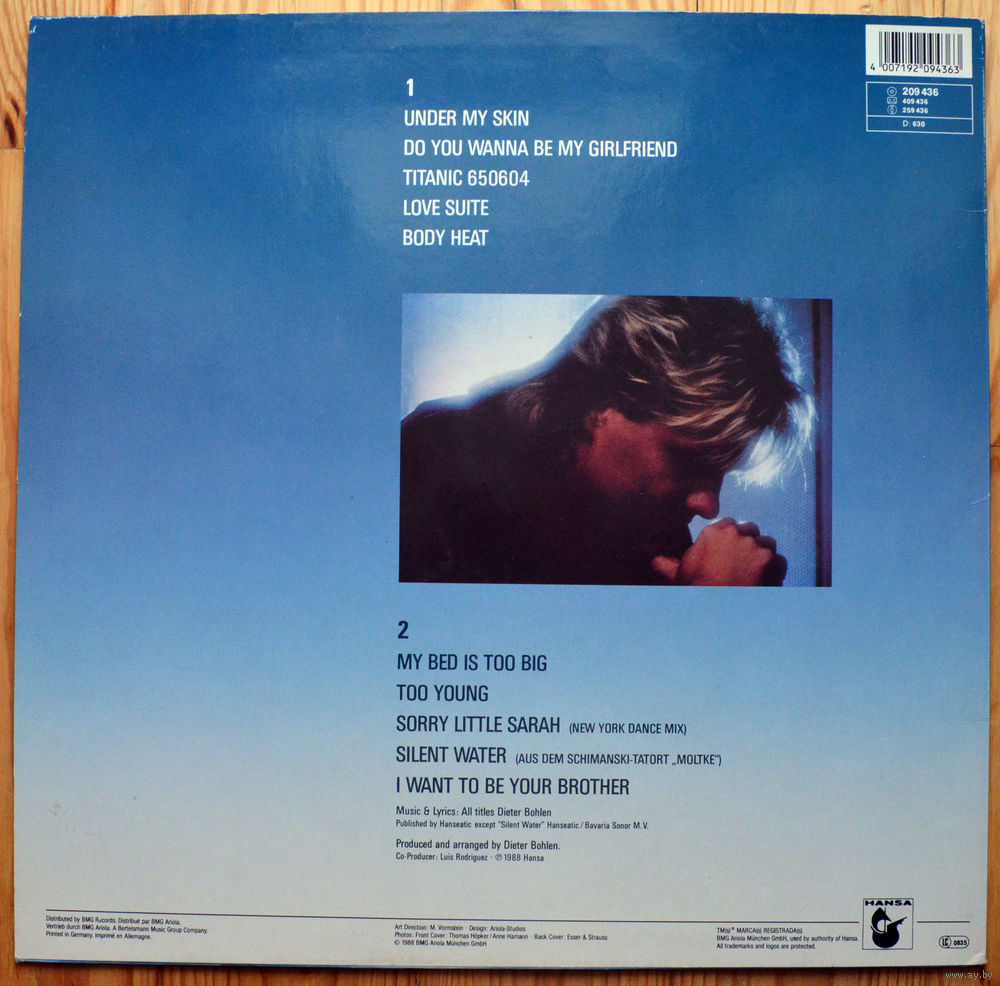 4 007192 094363
209 436
409 436
259 436
D: 630
1
UNDER MY SKIN
DO YOU WANNA BE MY GIRLFRIEND
TITANIC 650604
LOVE SUITE
BODY HEAT
2
MY BED IS TOO BIG
TOO YOUNG
SORRY LITTLE SARAH (NEW YORK DANCE MIX)
SILENT WATER (AUS DEM SCHIMANSKI-TATORT „MOLTKE")
I WANT TO BE YOUR BROTHER
Music & Lyrics: All titles Dieter Bohlen
Published by Hanseatic except "Silent Water" Hanseatic / Bavaria Sonor M. V.
Produced and arranged by Dieter Bohlen.
Co-Producer: Luis Rodriguez · ℗ 1988 Hansa
Distributed by BMG Records. Distribué par BMG Ariola.
Vertrieb durch BMG Ariola. A Bertelsmann Music Group Company.
Printed in Germany. Imprimé en Allemagne.
Art Direction: M. Vormstein · Design: Ariola-Studios
Photos: Front Cover: Thomas Höpker / Anne Hamann · Back Cover: Esser & Strauss
© 1988 BMG Ariola München GmbH
TM(s)® MARCA(s) REGISTRADA(s)
BMG Ariola München GmbH, used by authority of Hansa.
All trademarks and logos are protected.
HANSA
LC 0835
www.ay.by